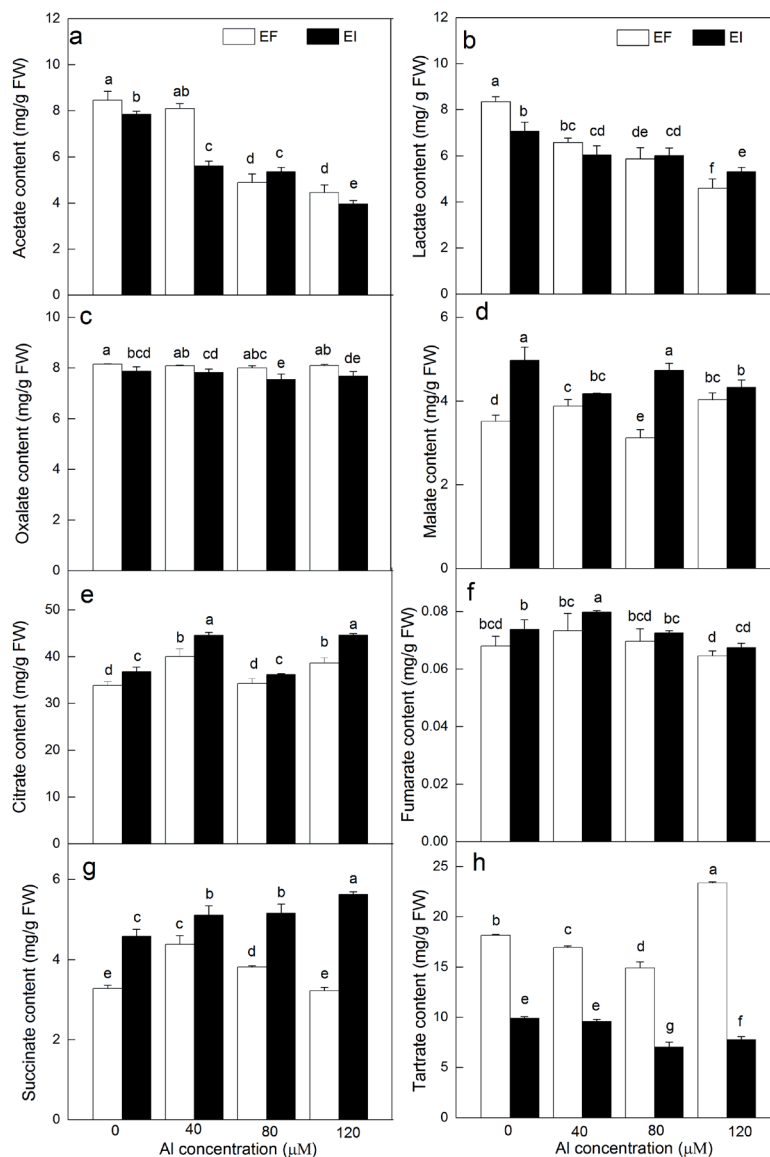 a
EF EI
12
10
8
6
4
2
0
Acetate content (mg/g FW)
a b ab c d c d e
b
EF EI
12
10
8
6
4
2
0
Lactate content (mg/ g FW)
a b bc cd de cd f e
c
10
8
6
4
2
0
Oxalate content (mg/g FW)
a bcd ab cd abc e ab de
d
6
4
2
0
Malate content (mg/g FW)
d a c bc e a bc b
e
50
40
30
20
10
0
Citrate content (mg/g FW)
d c b a d c b a
f
0.08
0.06
0.04
0.02
0.00
Fumarate content (mg/g FW)
bcd b bc a bcd bc d cd
g
6
4
2
0
Succinate content (mg/g FW)
e c d b d b e a
0 40 80 120
Al concentration (μM)
h
25
20
15
10
5
0
Tartrate content (mg/g FW)
b e c e d g a f
0 40 80 120
Al concentration (μM)